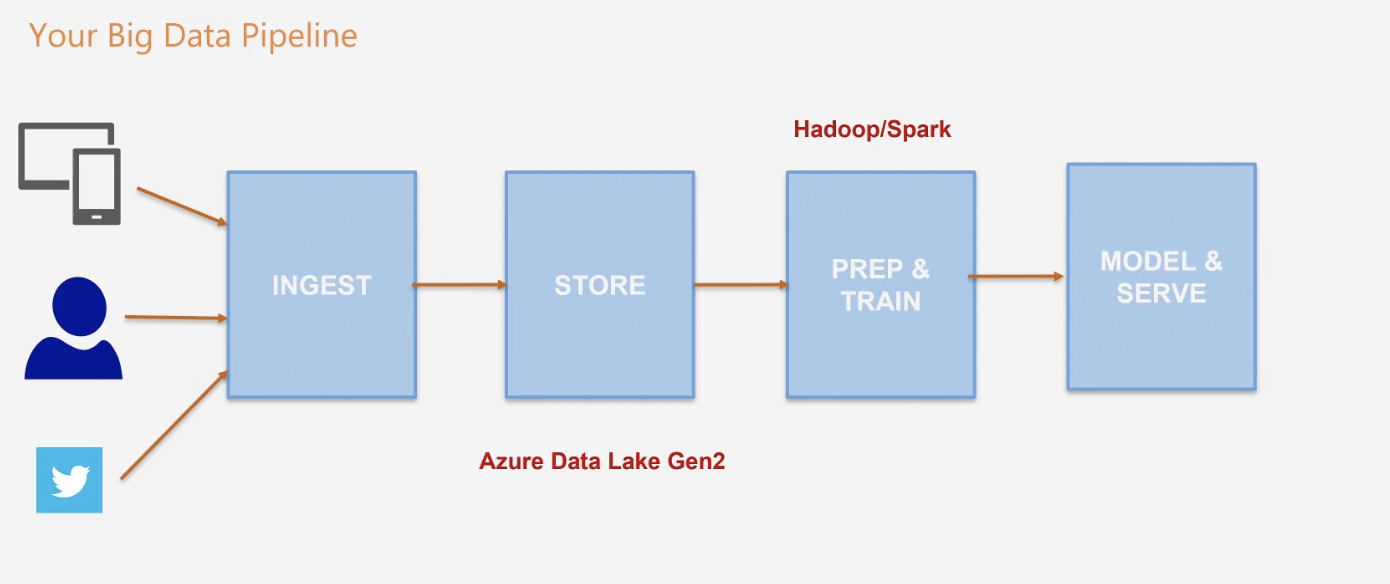 Your Big Data Pipeline
Hadoop/Spark
INGEST
STORE
PREP &
TRAIN
MODEL &
SERVE
Azure Data Lake Gen2